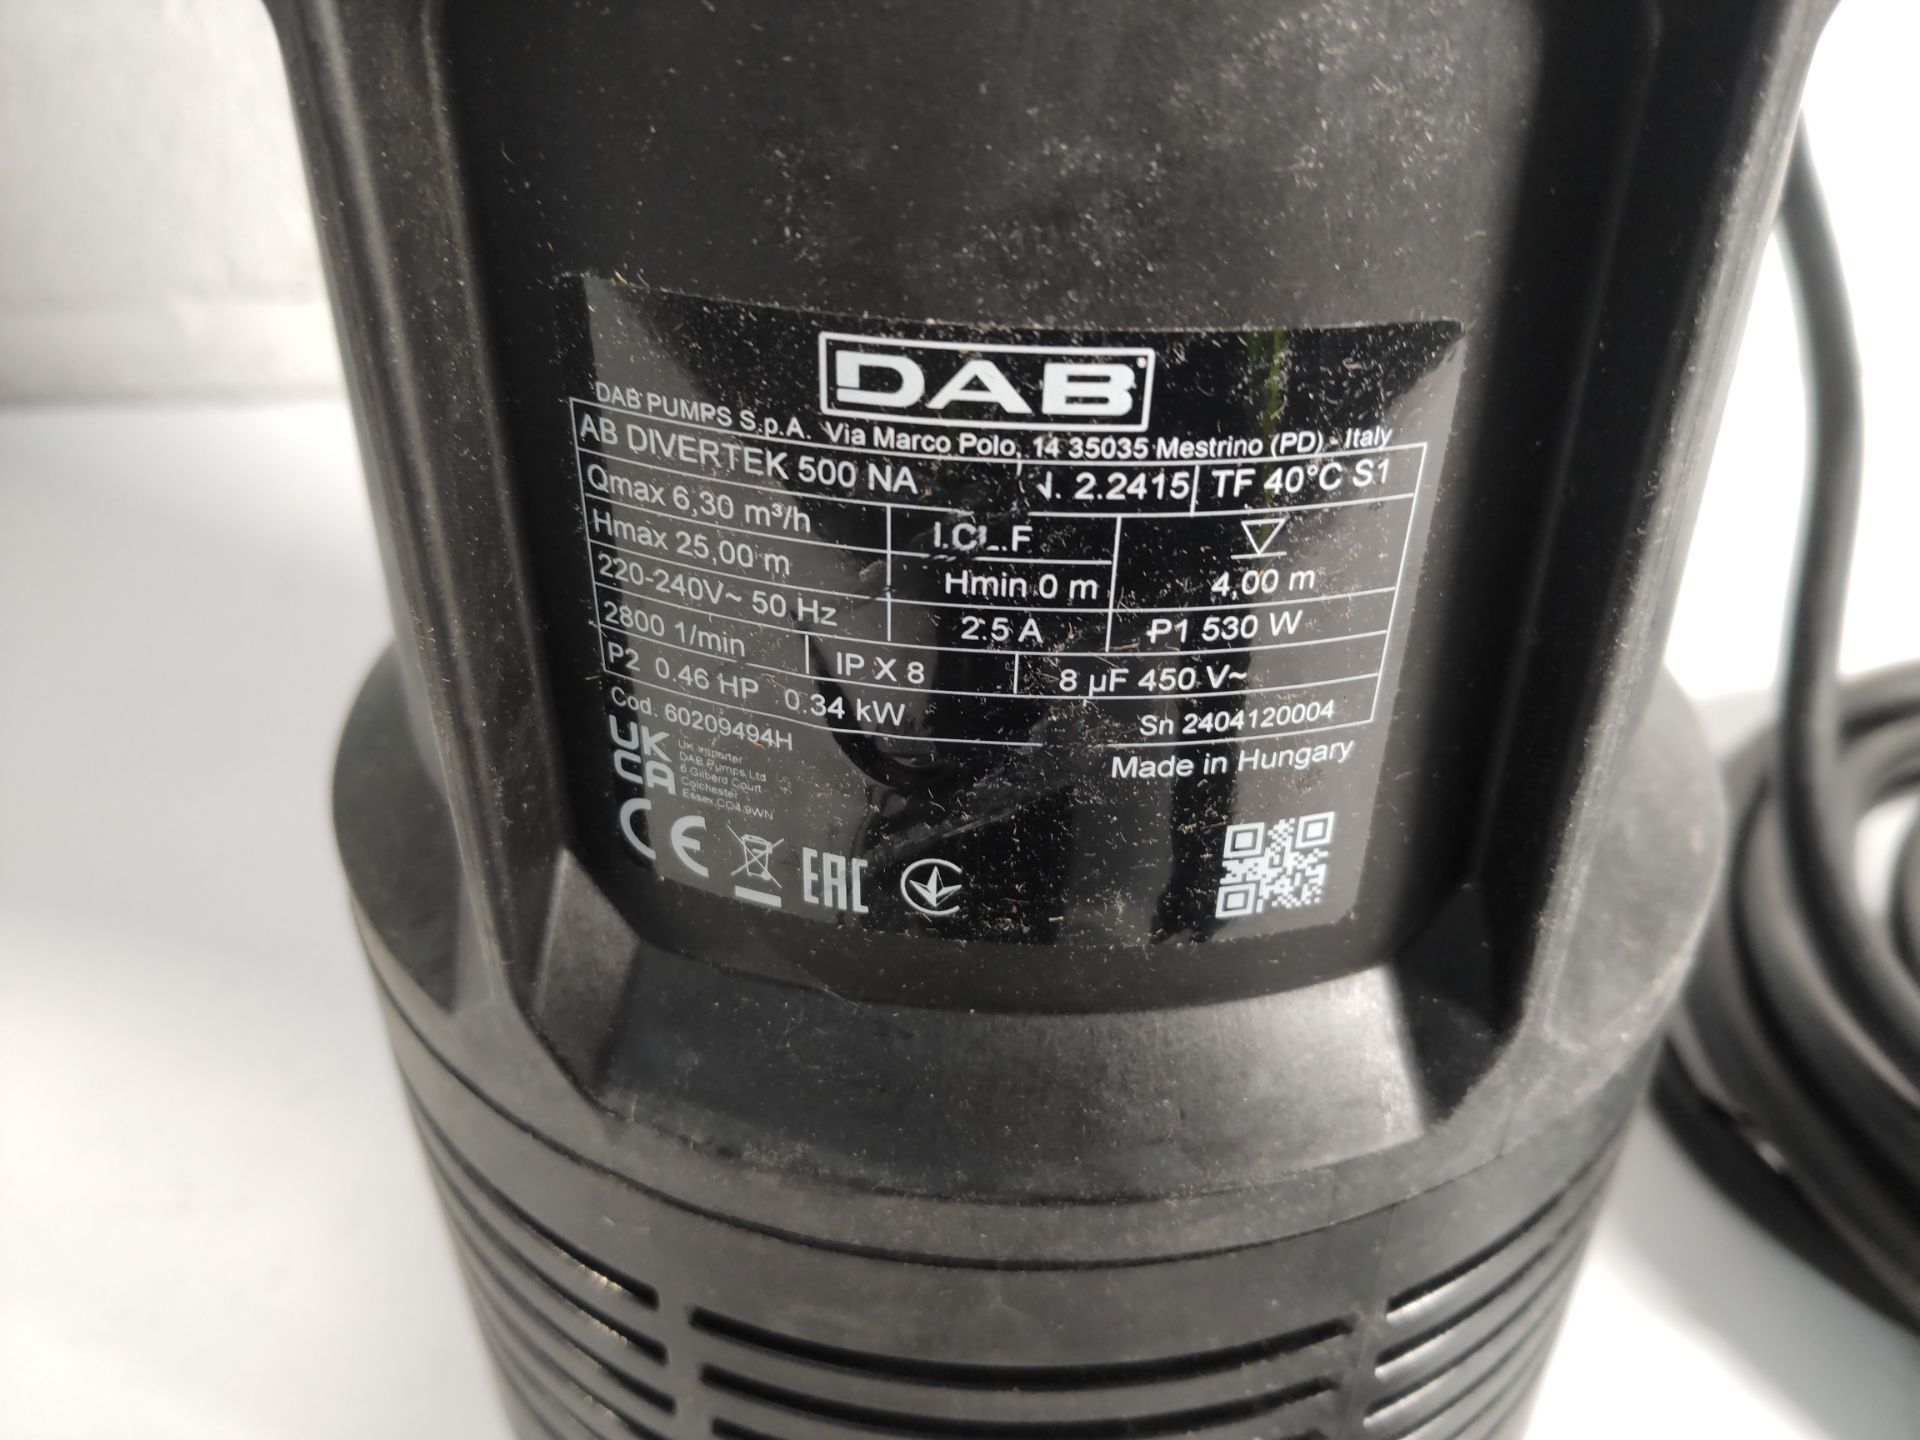 DAB
DAB PUMPS S.p.A. Via Marco Polo, 14 35035 Mestrino (PD) - Italy
AB DIVERTEK 500 NA 2.2415 TF 40°C S1
Qmax 6,30 m³/h I.CL.F
Hmax 25,00 m Hmin 0 m 4,00 m
220-240V~ 50 Hz 2.5 A P1 530 W
2800 1/min IP X 8 8 µF 450 V~
P2 0.46 HP 0.34 kW Sn 2404120004
Cod. 60209494H Made in Hungary
UK
CA
UK Importer
DAB Pumps Ltd
6 Gilberd Court
Colchester
Essex CO4 9WN
CE EAC